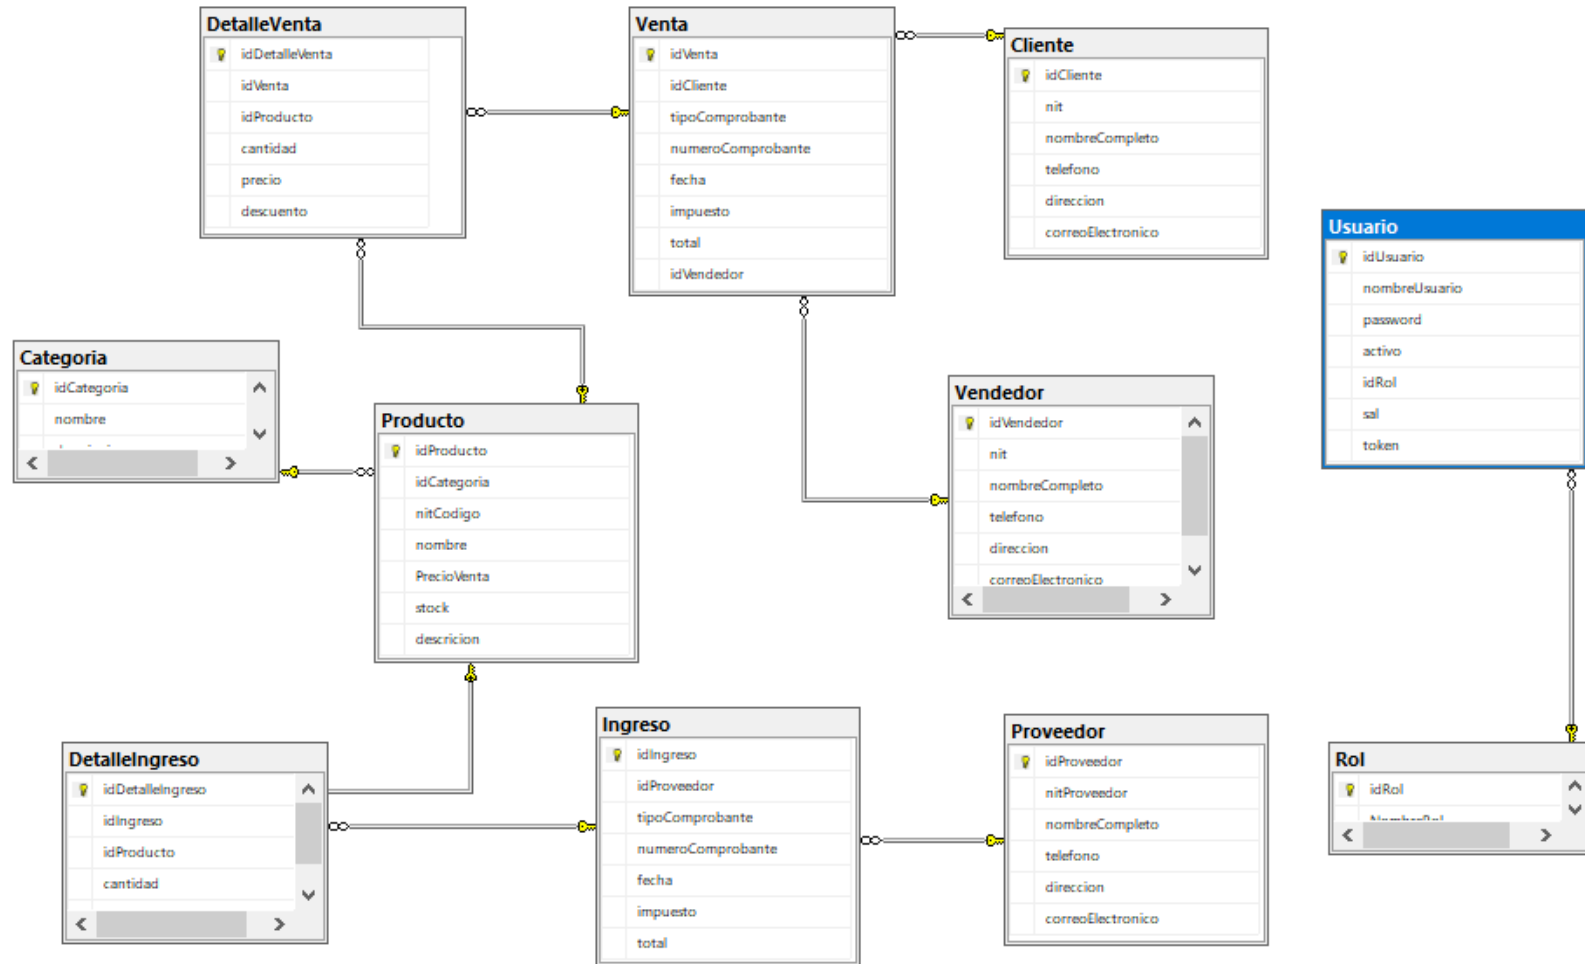 DetalleVenta
idDetalleVenta
idVenta
idProducto
cantidad
precio
descuento
Venta
idVenta
idCliente
tipoComprobante
numeroComprobante
fecha
impuesto
total
idVendedor
Cliente
idCliente
nit
nombreCompleto
telefono
direccion
correoElectronico
Usuario
idUsuario
nombreUsuario
password
activo
idRol
sal
token
Categoria
idCategoria
nombre
Producto
idProducto
idCategoria
nitCodigo
nombre
PrecioVenta
stock
descricion
Vendedor
idVendedor
nit
nombreCompleto
telefono
direccion
correoElectronico
DetalleIngreso
idDetalleIngreso
idIngreso
idProducto
cantidad
Ingreso
idIngreso
idProveedor
tipoComprobante
numeroComprobante
fecha
impuesto
total
Proveedor
idProveedor
nitProveedor
nombreCompleto
telefono
direccion
correoElectronico
Rol
idRol
NombreRol